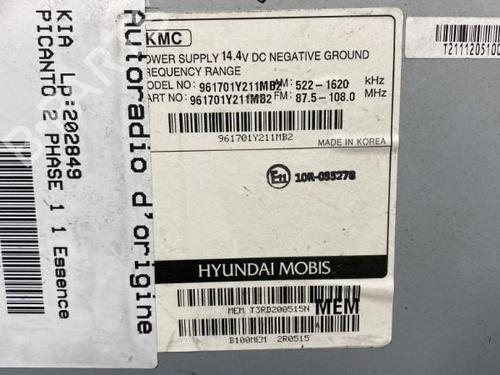 KMC
POWER SUPPLY 14.4V DC NEGATIVE GROUND
FREQUENCY RANGE
MODEL NO: 961701Y211MB2 AM: 522-1620 kHz
PART NO: 961701Y211MB2 FM: 87.5-108.0 MHz
961701Y211MB2
MADE IN KOREA
E11 10R-035278
HYUNDAI MOBIS
MEM T3RD200515N MEM
B100MEM 2R0515
T2111205100
Autoradio d'origine
KIA Lp:202849
PICANTO 2 PHASE 1 1 Essence